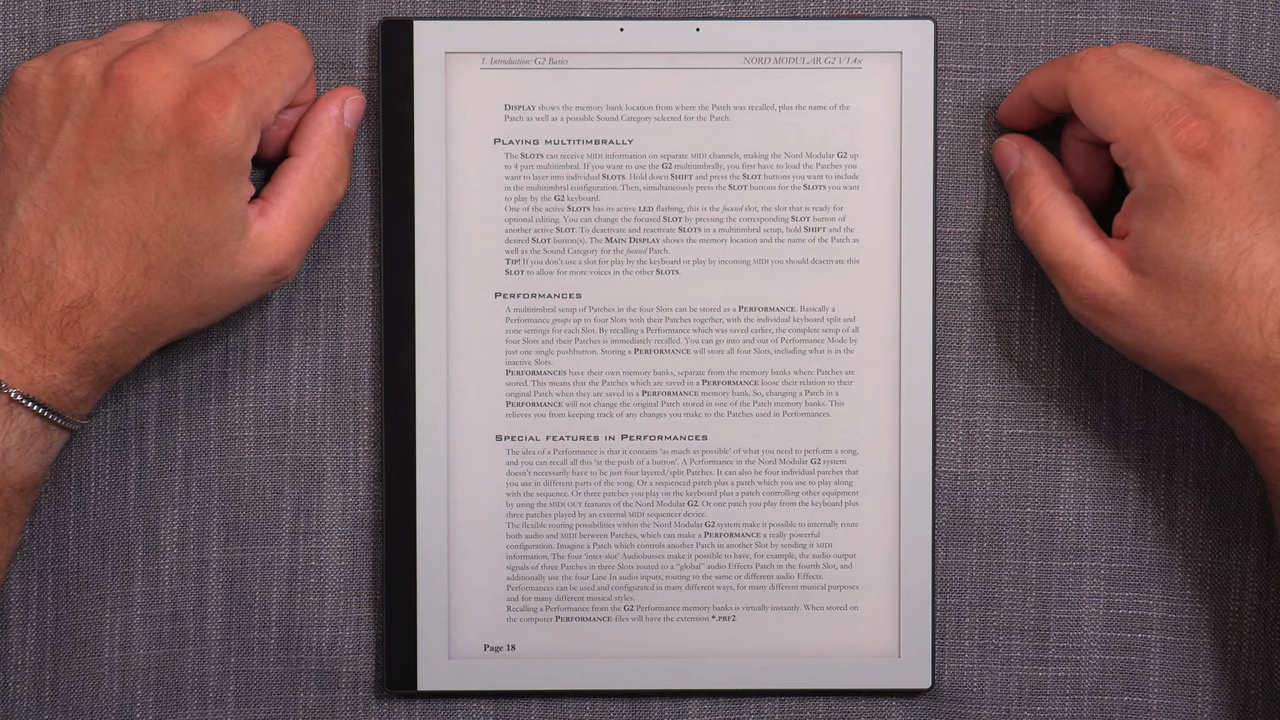 1. Introduction: G2 Basics NORD MODULAR G2 V1.4x
DISPLAY shows the memory bank location from where the Patch was recalled, plus the name of the
Patch as well as a possible Sound Category selected for the Patch.
PLAYING MULTITIMBRALLY
The SLOTS can receive MIDI information on separate MIDI channels, making the Nord Modular G2 up
to 4 part multimbral. If you want to use the G2 multimbrally, you first have to load the Patches you
want to layer into individual SLOTS. Hold down SHIFT and press the SLOT buttons you want to include
in the multimbral configuration. Then, simultaneously press the SLOT buttons for the SLOTS you want
to play by the G2 keyboard.
One of the active SLOTS has its active LED flashing, this is the focused slot, the slot that is ready for
optional editing. You can change the focused SLOT by pressing the corresponding SLOT button of
another active SLOT. To deactivate and reactivate SLOTS in a multimbral setup, hold SHIFT and the
desired SLOT button(s). The MAIN DISPLAY shows the memory location and the name of the Patch as
well as the Sound Category for the focused Patch.
TIP! If you don't use a slot for play by the keyboard or play by incoming MIDI you should deactivate this
SLOT to allow for more voices in the other SLOTS.
PERFORMANCES
A multimbral setup of Patches in the four Slots can be stored as a PERFORMANCE. Basically a
Performance groups up to four Slots with their Patches together, with the individual keyboard split and
zone settings for each Slot. By recalling a Performance which was saved earlier, the complete setup of all
four Slots and their Patches is immediately recalled. You can go into and out of Performance Mode by
just one single pushbutton. Storing a PERFORMANCE will store all four Slots, including what is in the
inactive Slots.
PERFORMANCES have their own memory banks, separate from the memory banks where Patches are
stored. This means that the Patches which are saved in a PERFORMANCE loose their relation to their
original Patch when they are saved in a PERFORMANCE memory bank. So, changing a Patch in a
PERFORMANCE will not change the original Patch stored in one of the Patch memory banks. This
relieves you from keeping track of any changes you make to the Patches used in Performances.
SPECIAL FEATURES IN PERFORMANCES
The idea of a Performance is that it contains 'as much as possible' of what you need to perform a song,
and you can recall all this 'at the push of a button'. A Performance in the Nord Modular G2 system
doesn't necessarily have to be just four layered/split Patches. It can also be four individual patches that
you use in different parts of the song. Or a sequenced patch plus a patch which you use to play along
with the sequence. Or three patches you play on the keyboard plus a patch controlling other equipment
by using the MIDI OUT features of the Nord Modular G2. Or one patch you play from the keyboard plus
three patches played by an external MIDI sequencer device.
The flexible routing possibilities within the Nord Modular G2 system make it possible to internally route
both audio and MIDI between Patches, which can make a PERFORMANCE a really powerful
configuration. Imagine a Patch which controls another Patch in another Slot by sending it MIDI
information. The four 'inter-slot' Audiobusses make it possible to have, for example, the audio output
signals of three Patches in three Slots routed to a "global" audio Effects Patch in the fourth Slot, and
additionally use the four Line In audio inputs, routing to the same or different audio Effects.
Performances can be used and configurated in many different ways, for many different musical purposes
and for many different musical styles.
Recalling a Performance from the G2 Performance memory banks is virtually instantly. When stored on
the computer PERFORMANCE-files will have the extension *.PRF2.
Page 18